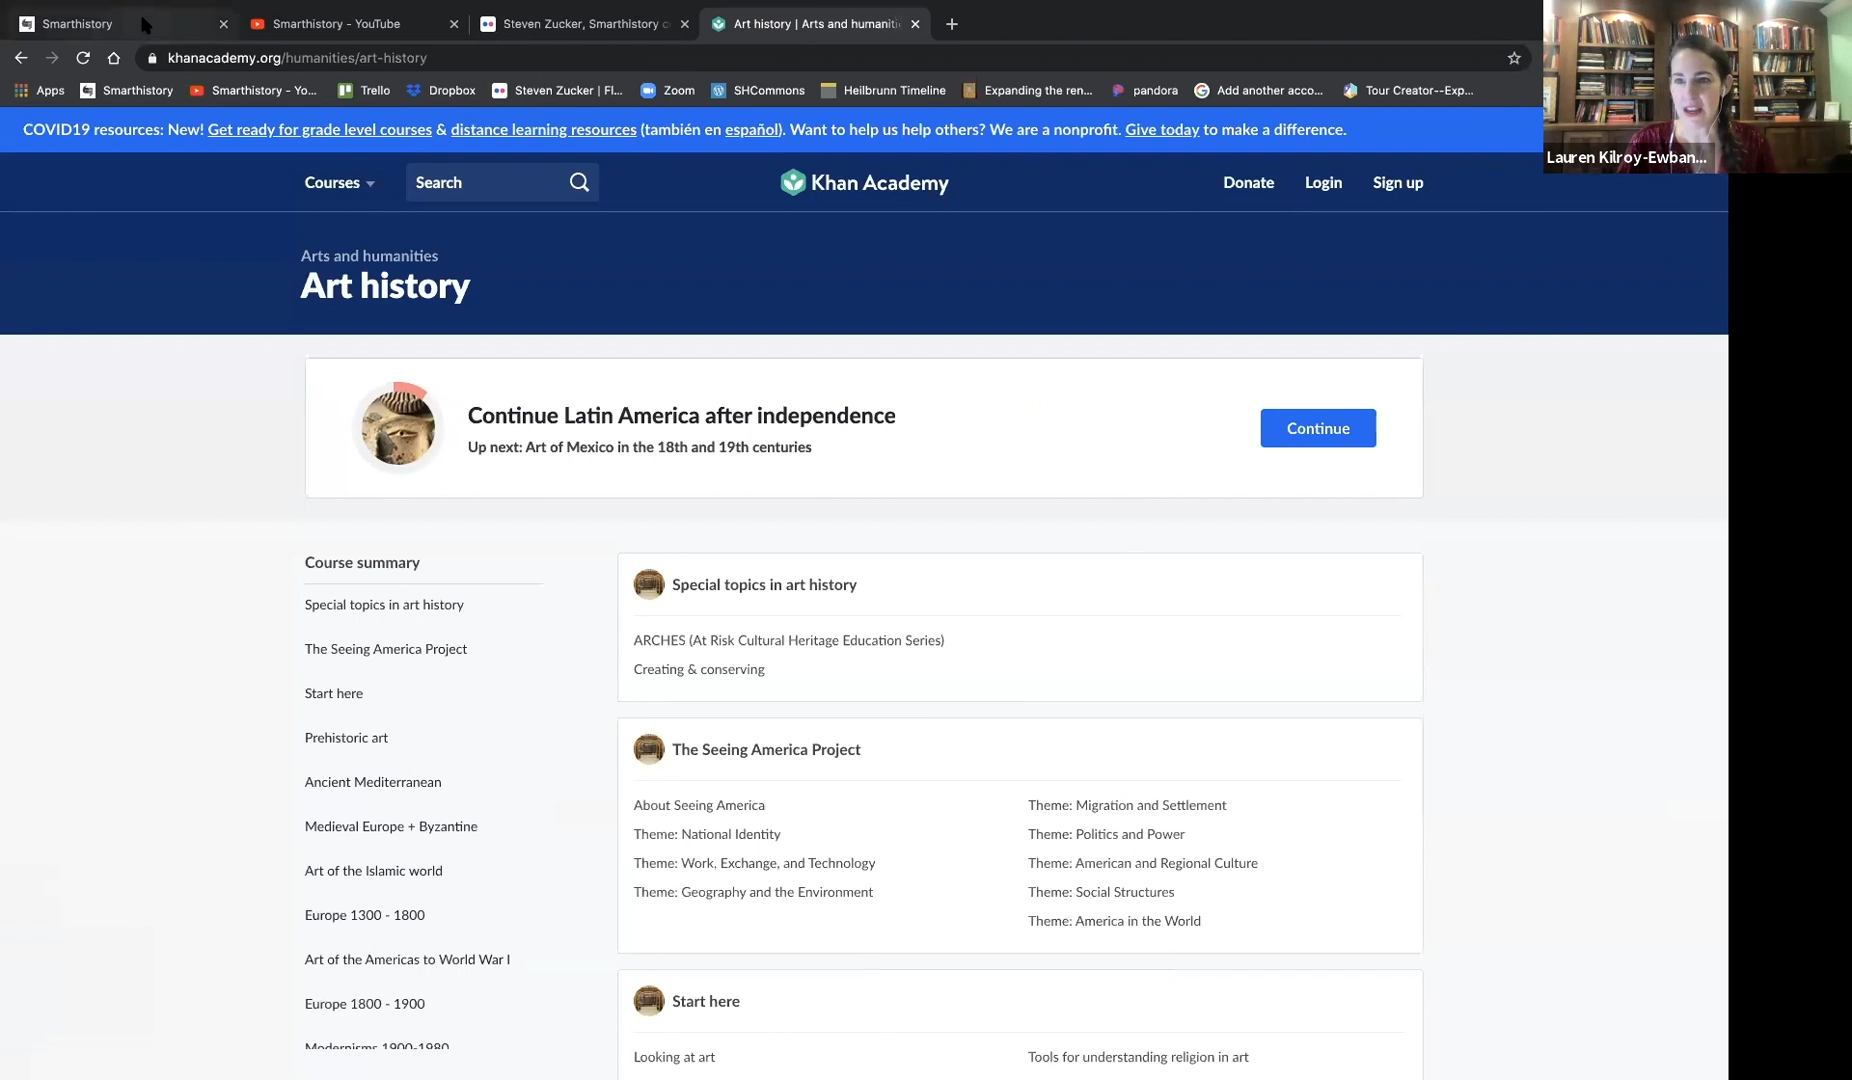 Smarthistory
Smarthistory - YouTube
Steven Zucker, Smarthistory c
Art history | Arts and humaniti
khanacademy.org/humanities/art-history
Apps
Smarthistory
Smarthistory - Yo...
Trello
Dropbox
Steven Zucker | Fl...
Zoom
SHCommons
Heilbrunn Timeline
Expanding the ren...
pandora
Add another acco...
Tour Creator--Exp...
COVID19 resources: New! Get ready for grade level courses & distance learning resources (también en español). Want to help us help others? We are a nonprofit. Give today to make a difference.
Lauren Kilroy-Ewban...
Courses
Search
Khan Academy
Donate
Login
Sign up
Arts and humanities
Art history
Continue Latin America after independence
Up next: Art of Mexico in the 18th and 19th centuries
Continue
Course summary
Special topics in art history
The Seeing America Project
Start here
Prehistoric art
Ancient Mediterranean
Medieval Europe + Byzantine
Art of the Islamic world
Europe 1300 - 1800
Art of the Americas to World War I
Europe 1800 - 1900
Modernisms 1900-1980
Special topics in art history
ARCHES (At Risk Cultural Heritage Education Series)
Creating & conserving
The Seeing America Project
About Seeing America
Theme: National Identity
Theme: Work, Exchange, and Technology
Theme: Geography and the Environment
Theme: Migration and Settlement
Theme: Politics and Power
Theme: American and Regional Culture
Theme: Social Structures
Theme: America in the World
Start here
Looking at art
Tools for understanding religion in art